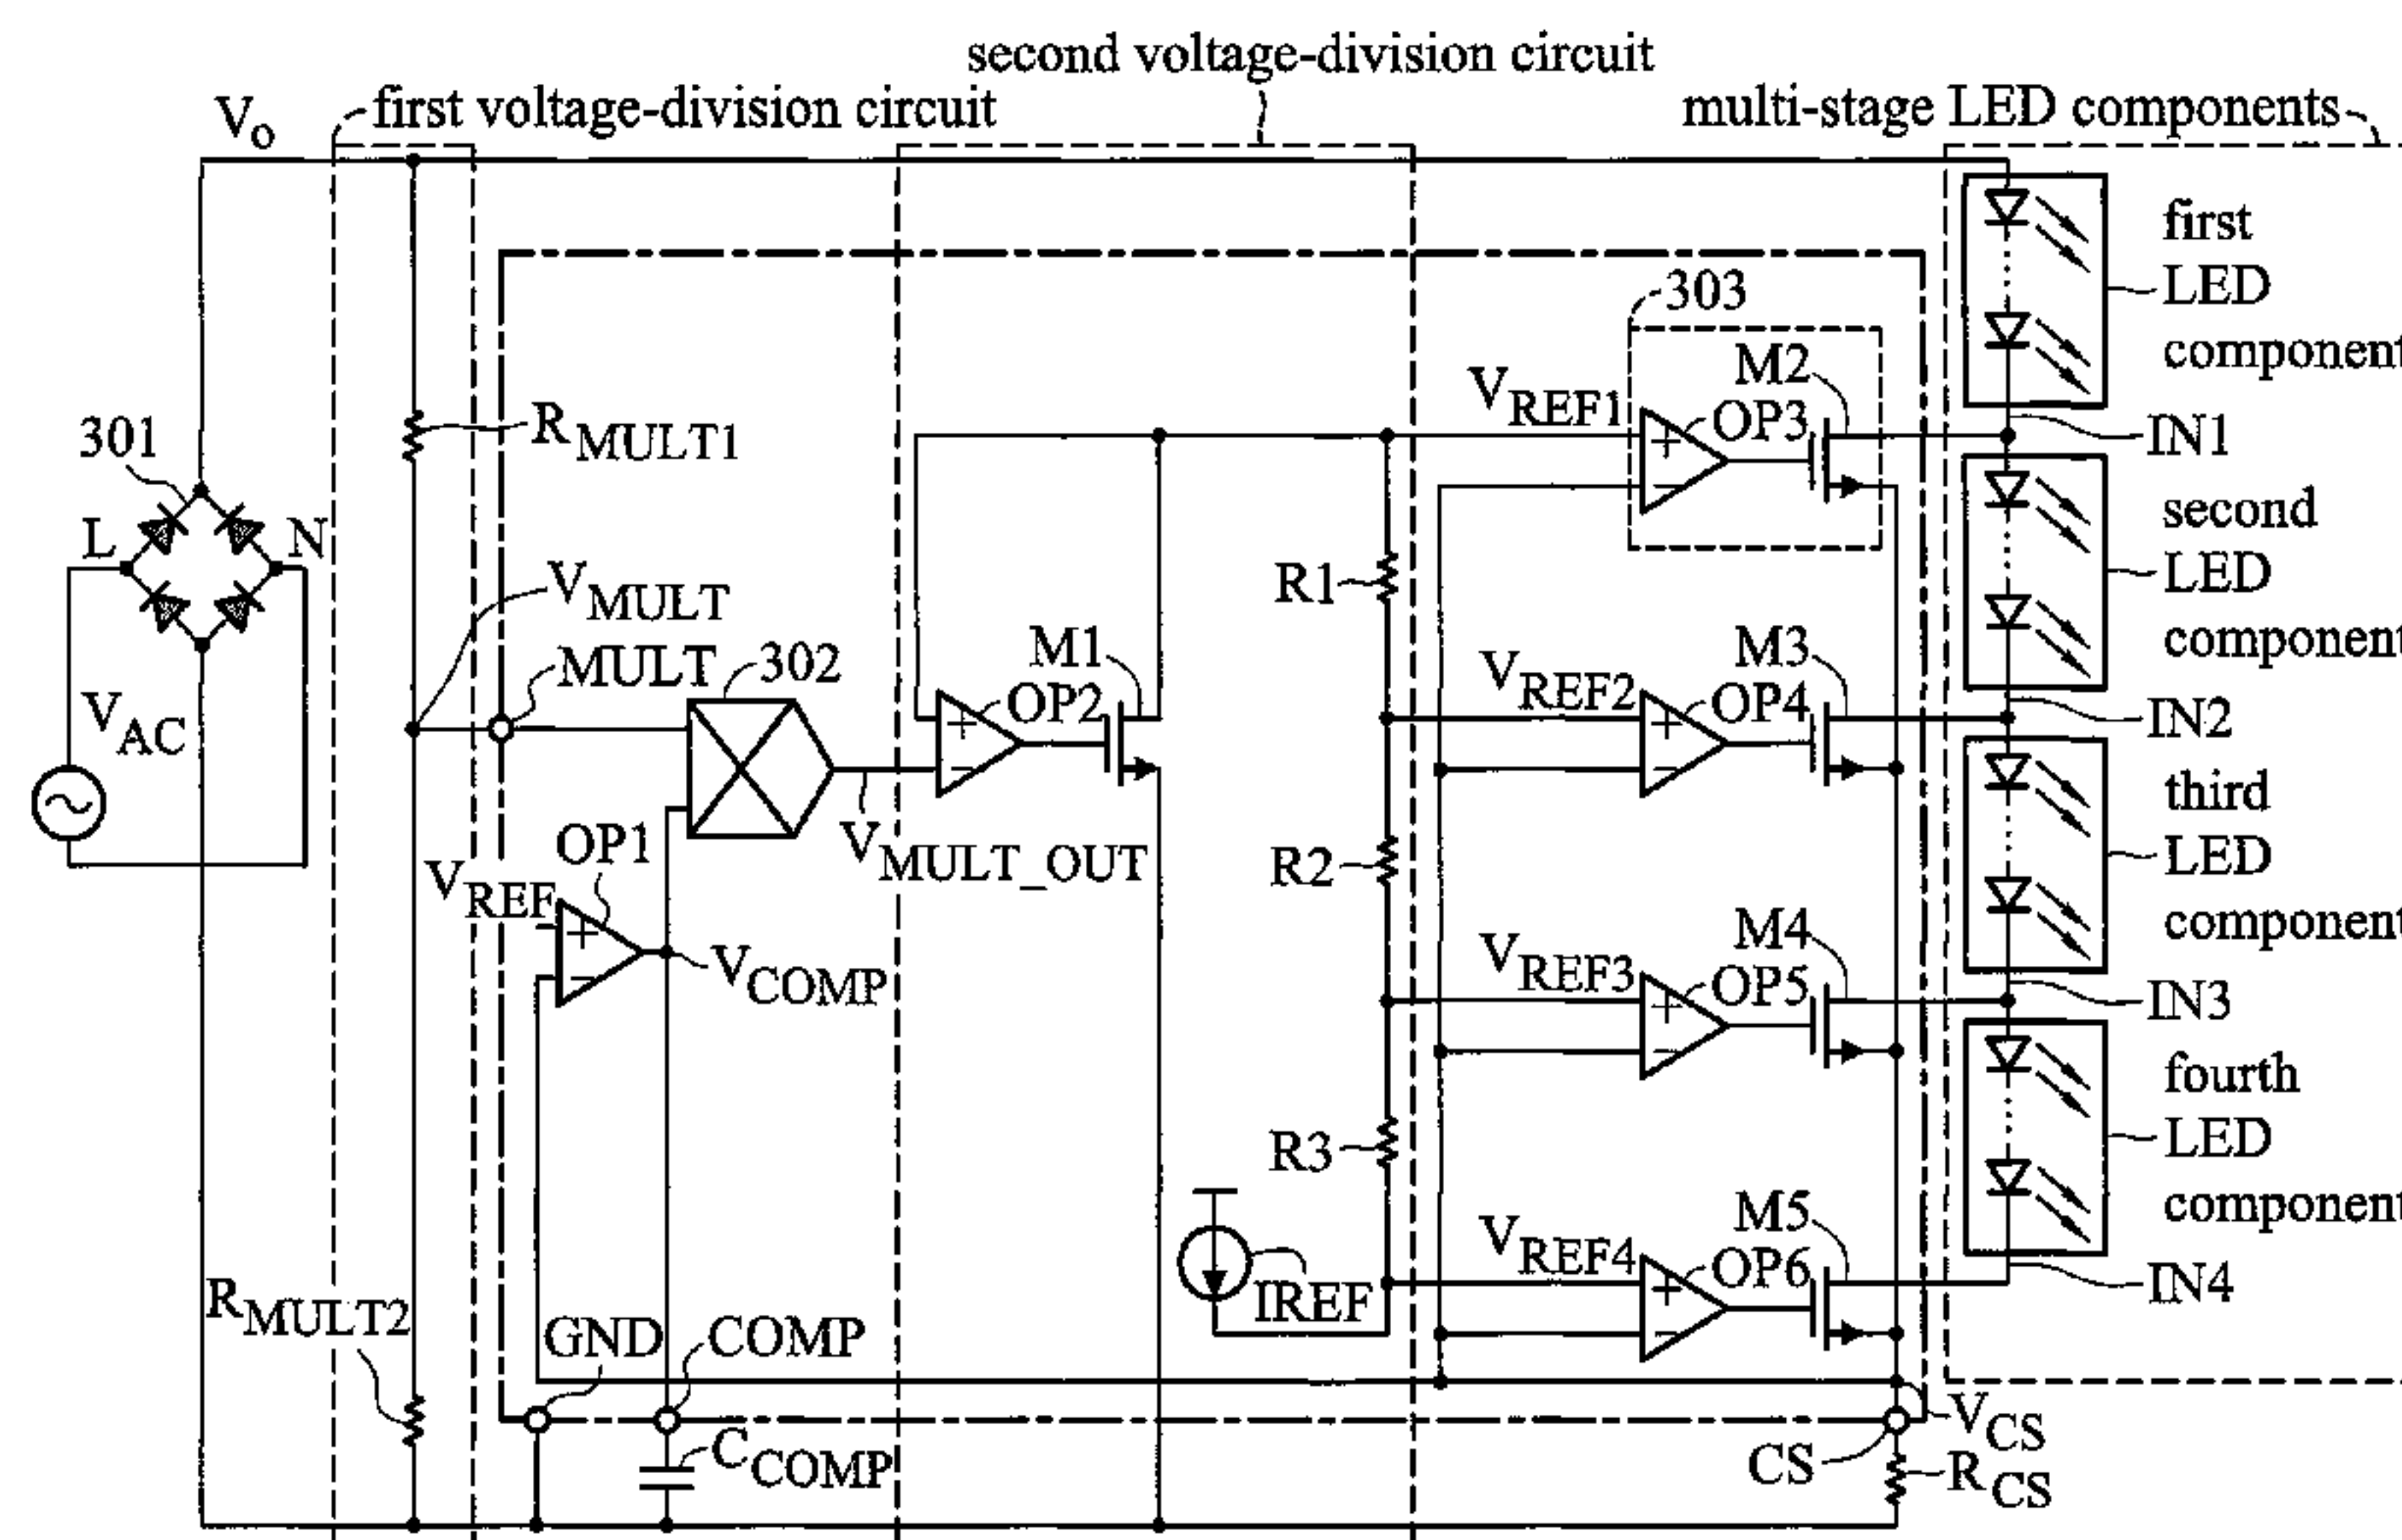 second voltage-division circuit
first voltage-division circuit
multi-stage LED components
Vo
303
first
LED
component
M2
VREF1
OP3
301
RMULT1
IN1
L
N
second
LED
component
R1
VMULT
M1
M3
MULT
302
VREF2
OP2
OP4
IN2
VAC
third
LED
component
OP1
VMULT_OUT
R2
VREF
M4
VCOMP
VREF3
OP5
IN3
fourth
LED
component
R3
M5
VREF4
OP6
IREF
IN4
RMULT2
GND
COMP
VCS
CCOMP
CS
RCS